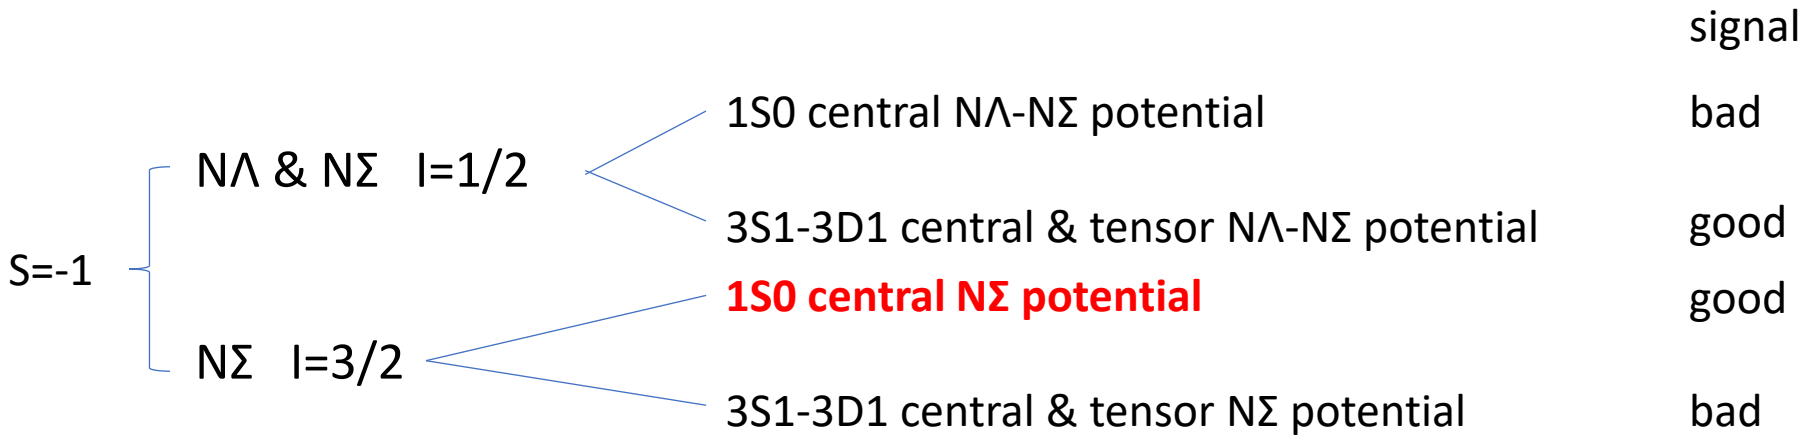 signal
1S0 central NΛ-NΣ potential bad
NΛ & NΣ I=1/2
3S1-3D1 central & tensor NΛ-NΣ potential good
S=-1
1S0 central NΣ potential good
NΣ I=3/2
3S1-3D1 central & tensor NΣ potential bad